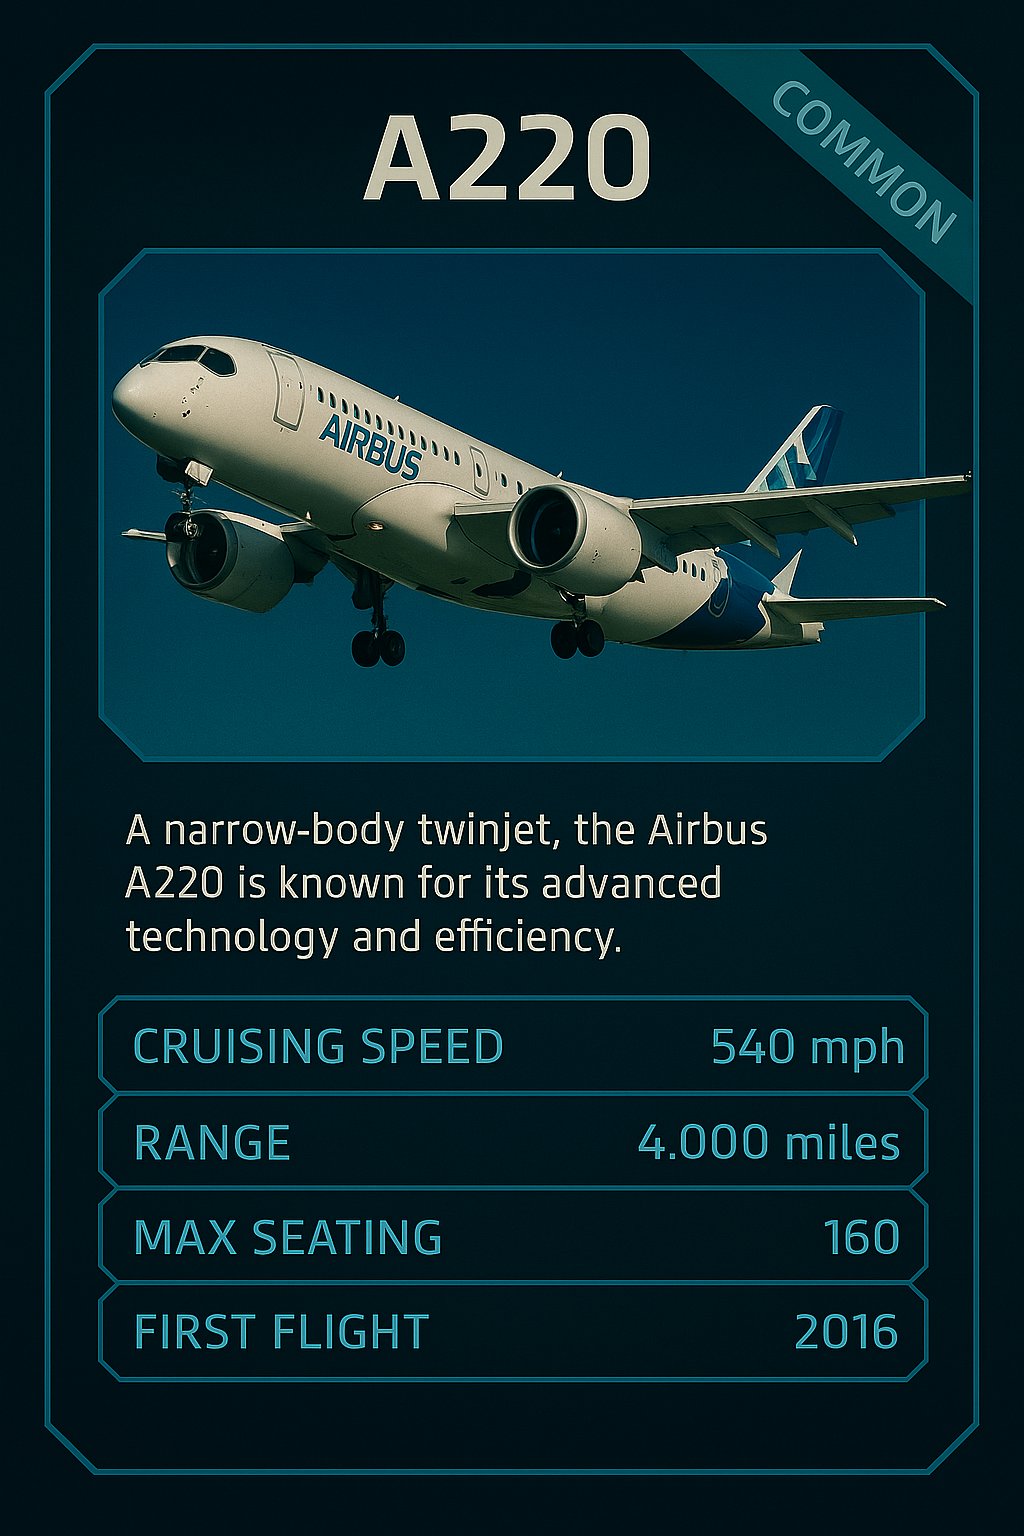 COMMON
A220
AIRBUS
A narrow-body twinjet, the Airbus
A220 is known for its advanced
technology and efficiency.
CRUISING SPEED 540 mph
RANGE 4.000 miles
MAX SEATING 160
FIRST FLIGHT 2016